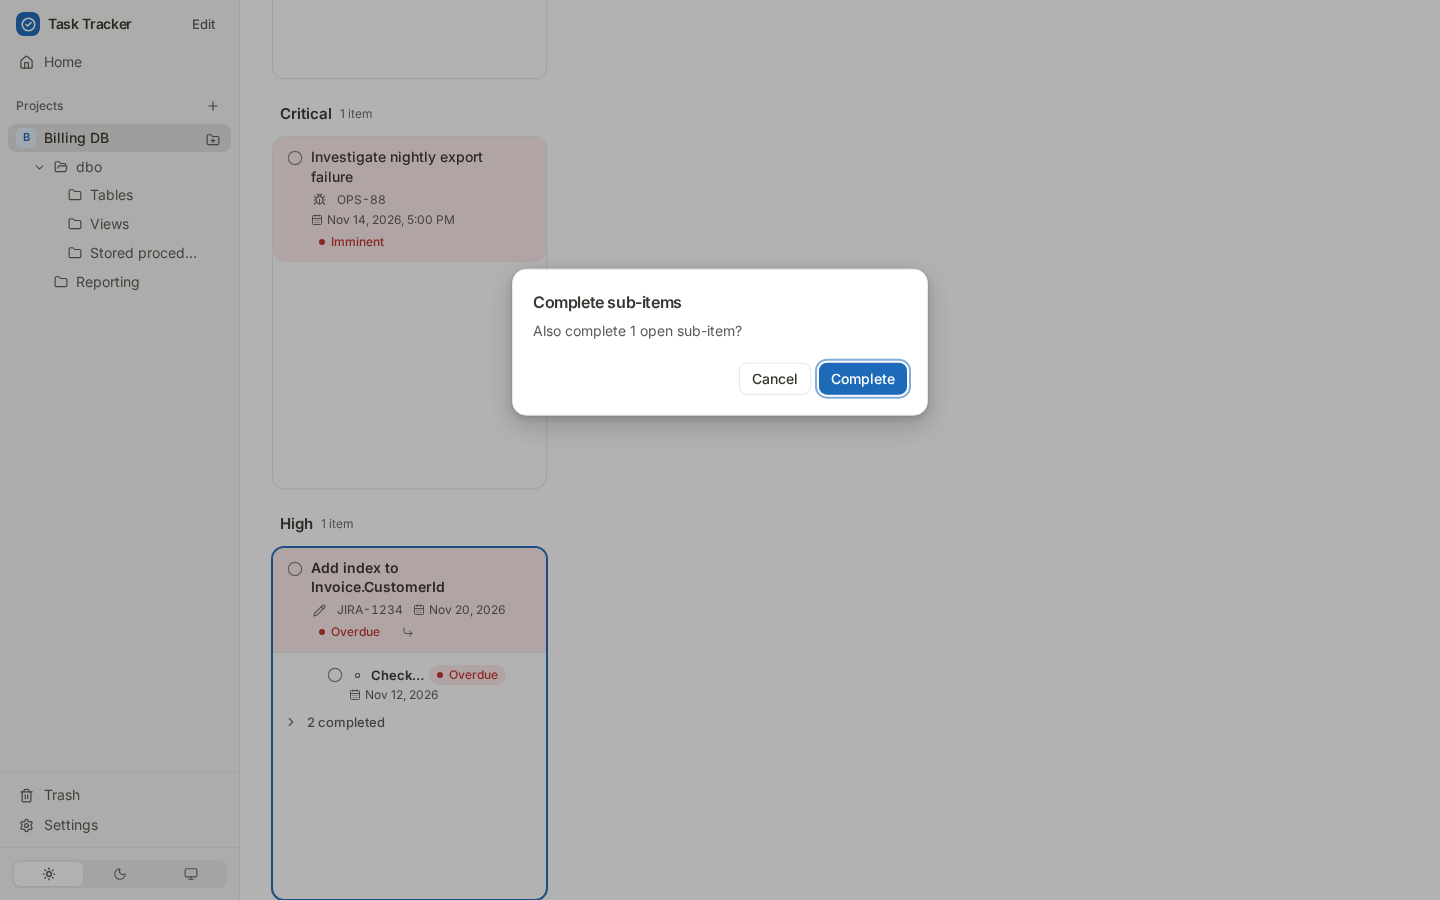 Task Tracker
Edit
Home
Projects
B
Billing DB
dbo
Tables
Views
Stored proced...
Reporting
Trash
Settings
Critical 1 item
Investigate nightly export
failure
OPS-88
Nov 14, 2026, 5:00 PM
Imminent
High 1 item
Add index to
Invoice.CustomerId
JIRA-1234 Nov 20, 2026
Overdue
Check... Overdue
Nov 12, 2026
2 completed
Complete sub-items
Also complete 1 open sub-item?
Cancel
Complete